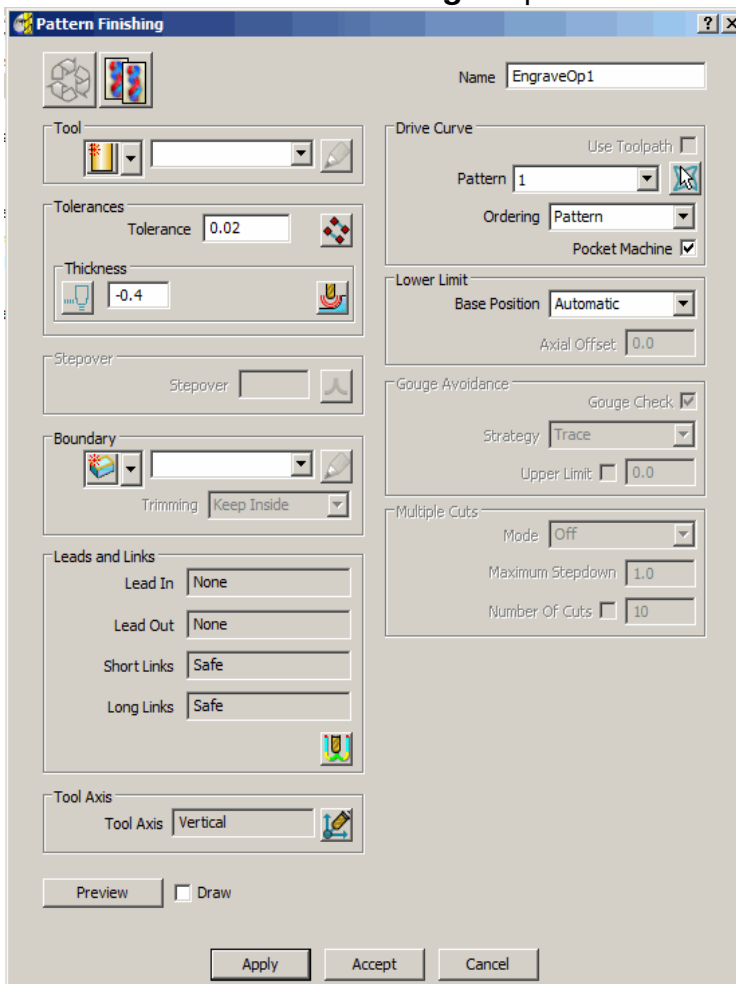 Pattern Finishing
Name EngraveOp1
Tool
Tolerances
Tolerance 0.02
Thickness
-0.4
Stepover
Stepover
Boundary
Trimming Keep Inside
Leads and Links
Lead In None
Lead Out None
Short Links Safe
Long Links Safe
Tool Axis
Tool Axis Vertical
Preview Draw
Drive Curve
Use Toolpath
Pattern 1
Ordering Pattern
Pocket Machine
Lower Limit
Base Position Automatic
Axial Offset 0.0
Gouge Avoidance
Gouge Check
Strategy Trace
Upper Limit 0.0
Multiple Cuts
Mode Off
Maximum Stepdown 1.0
Number Of Cuts 10
Apply Accept Cancel